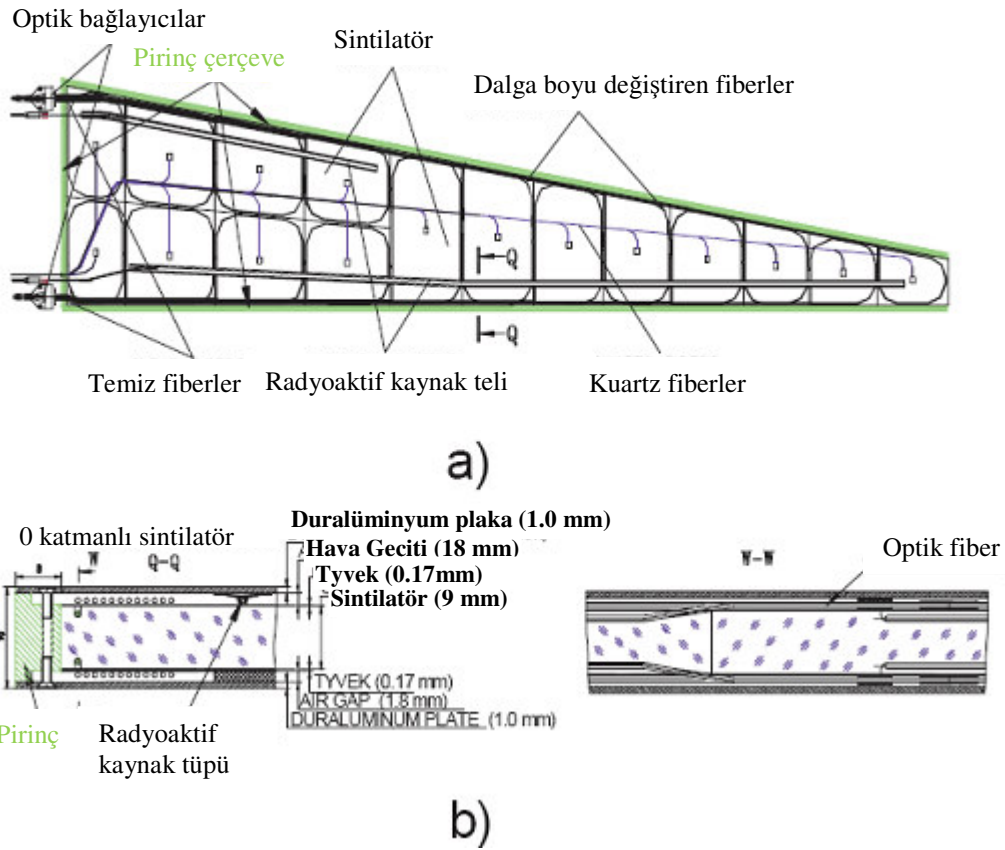 Optik bağlayıcılar
Pirinç çerçeve
Sintilatör
Dalga boyu değiştiren fiberler
Q
Q
Temiz fiberler
Radyoaktif kaynak teli
Kuartz fiberler
a)
0 katmanlı sintilatör
W
Q-Q
Duralüminyum plaka (1.0 mm)
Hava Geciti (18 mm)
Tyvek (0.17mm)
Sintilatör (9 mm)
W-W
Optik fiber
TYVEK (0.17 mm)
AIR GAP (1.8 mm)
DURALUMINUM PLATE (1.0 mm)
Pirinç
Radyoaktif
kaynak tüpü
b)